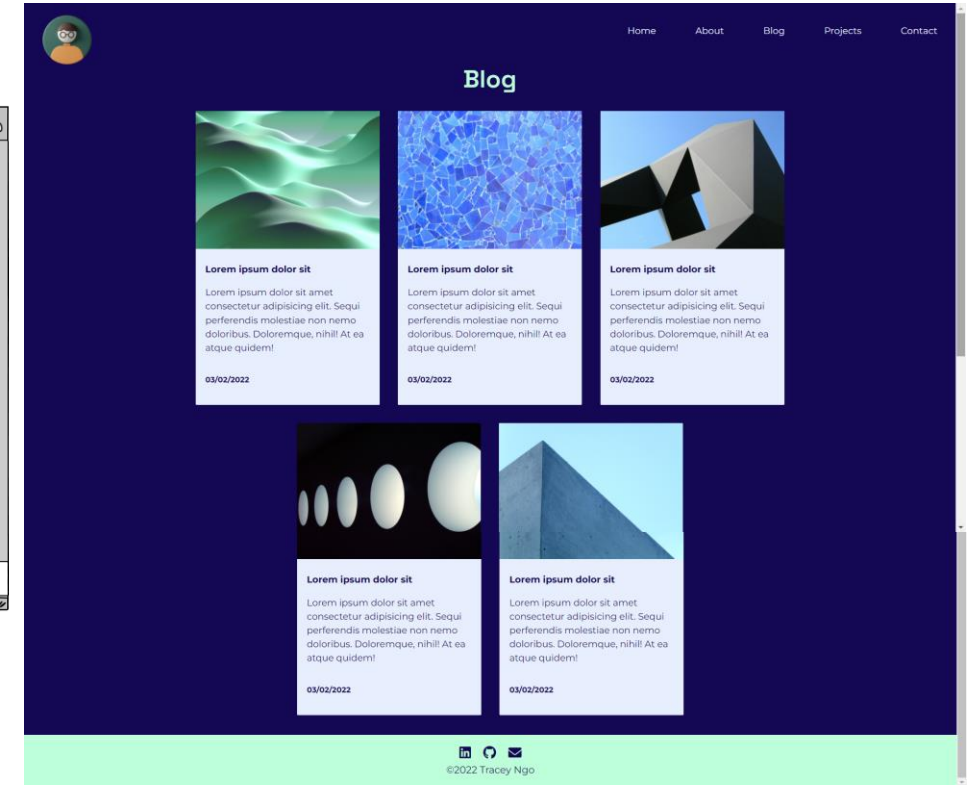 Home About Blog Projects Contact
Blog
Lorem ipsum dolor sit
Lorem ipsum dolor sit amet
consectetur adipisicing elit. Sequi
perferendis molestiae non nemo
doloribus. Doloremque, nihil! At ea
atque quidem!
03/02/2022
Lorem ipsum dolor sit
Lorem ipsum dolor sit amet
consectetur adipisicing elit. Sequi
perferendis molestiae non nemo
doloribus. Doloremque, nihil! At ea
atque quidem!
03/02/2022
Lorem ipsum dolor sit
Lorem ipsum dolor sit amet
consectetur adipisicing elit. Sequi
perferendis molestiae non nemo
doloribus. Doloremque, nihil! At ea
atque quidem!
03/02/2022
Lorem ipsum dolor sit
Lorem ipsum dolor sit amet
consectetur adipisicing elit. Sequi
perferendis molestiae non nemo
doloribus. Doloremque, nihil! At ea
atque quidem!
03/02/2022
Lorem ipsum dolor sit
Lorem ipsum dolor sit amet
consectetur adipisicing elit. Sequi
perferendis molestiae non nemo
doloribus. Doloremque, nihil! At ea
atque quidem!
03/02/2022
in
©2022 Tracey Ngo